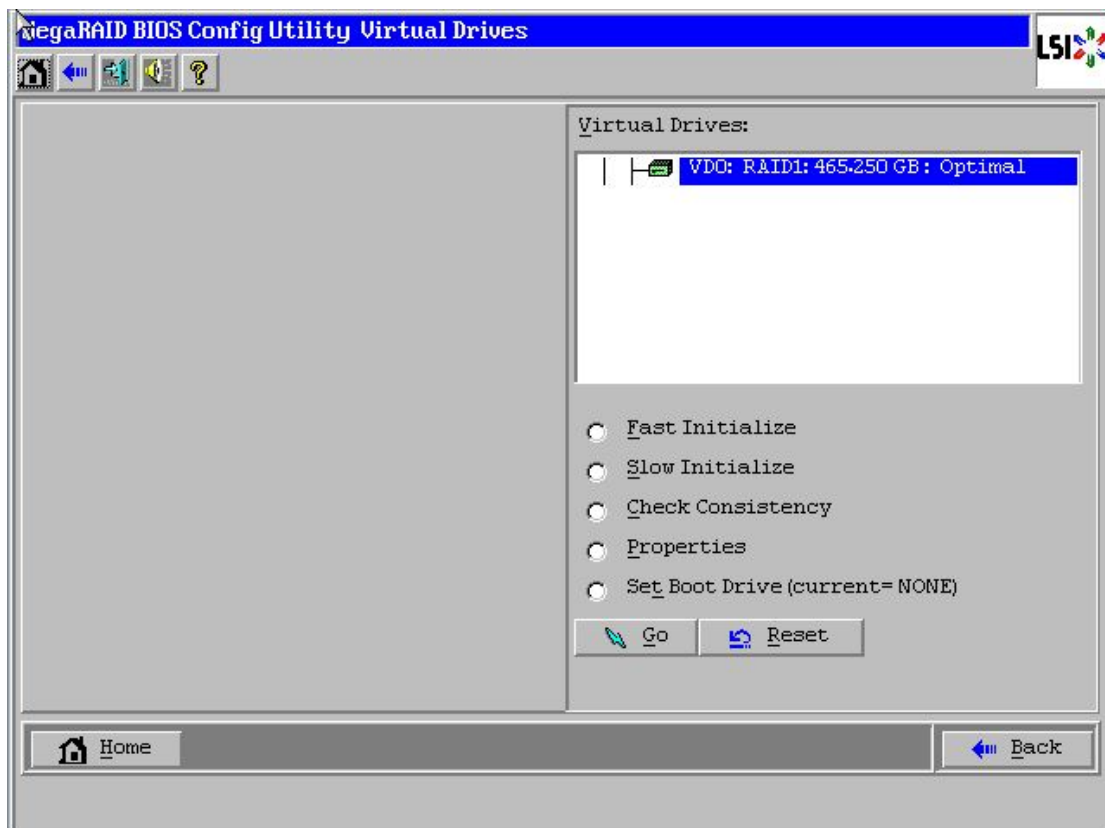 MegaRAID BIOS Config Utility Virtual Drives
LSI
?
Virtual Drives:
VD0: RAID1: 465.250 GB: Optimal
Fast Initialize
Slow Initialize
Check Consistency
Properties
Set Boot Drive (current= NONE)
Go
Reset
Home
Back